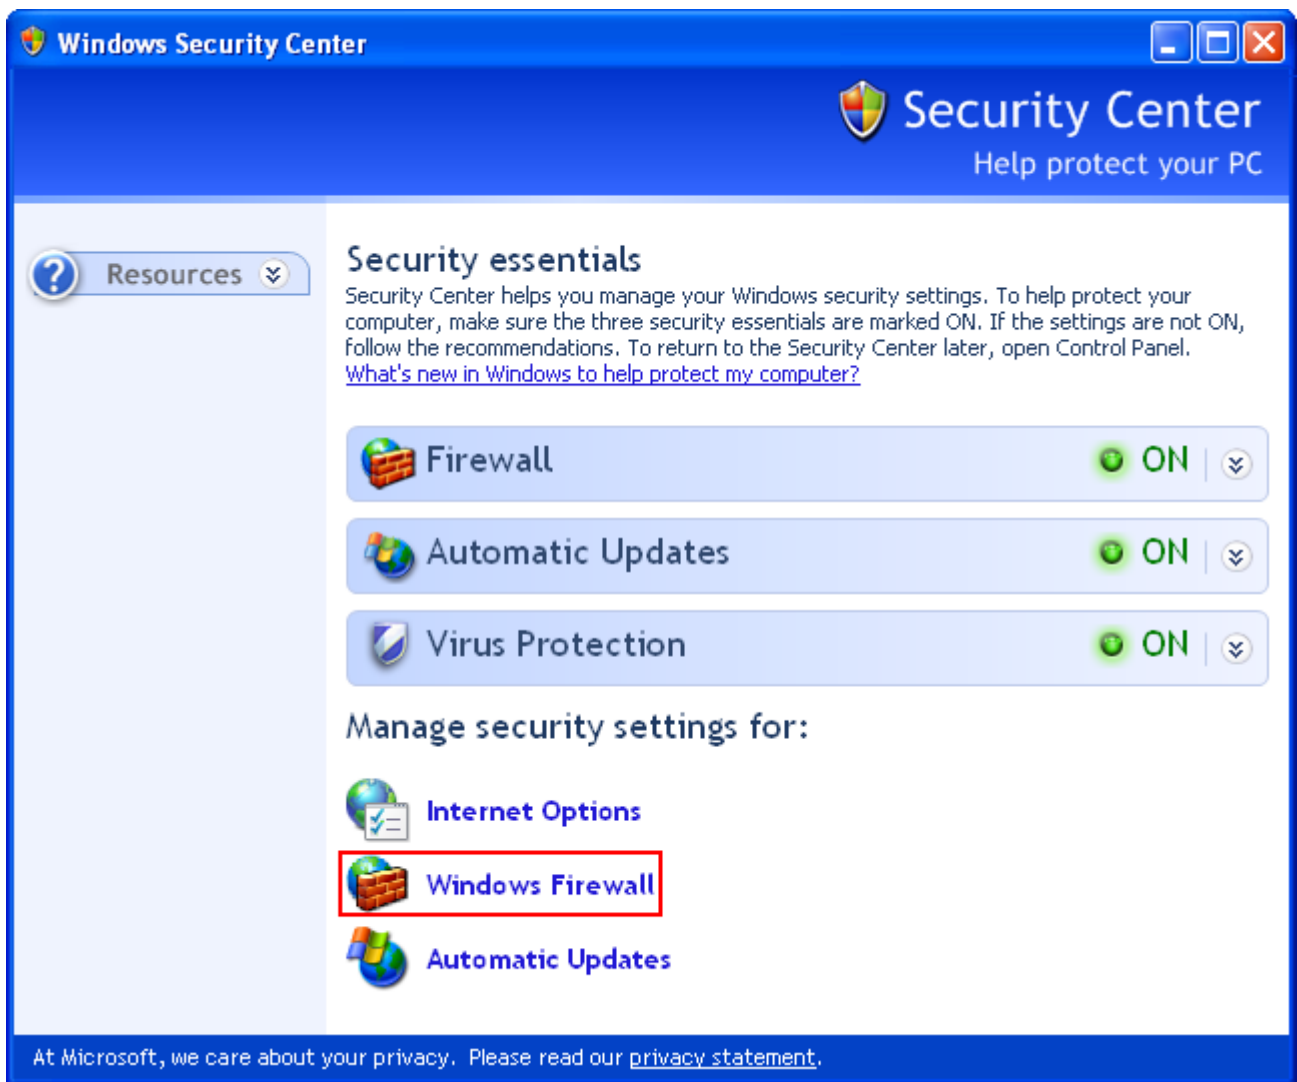 Windows Security Center
Security Center
Help protect your PC
Resources
Security essentials
Security Center helps you manage your Windows security settings. To help protect your
computer, make sure the three security essentials are marked ON. If the settings are not ON,
follow the recommendations. To return to the Security Center later, open Control Panel.
What's new in Windows to help protect my computer?
Firewall ON
Automatic Updates ON
Virus Protection ON
Manage security settings for:
Internet Options
Windows Firewall
Automatic Updates
At Microsoft, we care about your privacy. Please read our privacy statement.